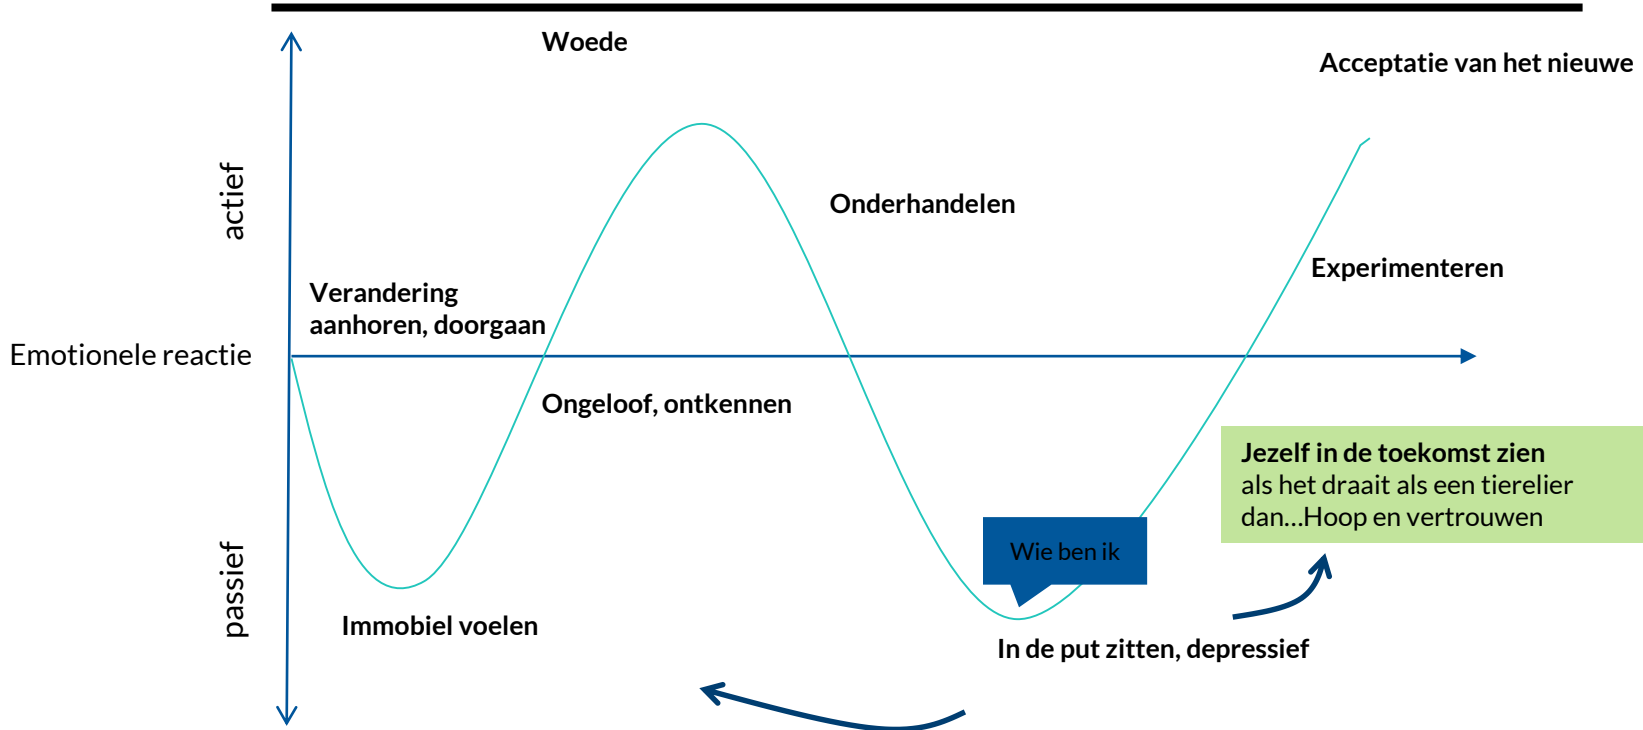 Woede
Acceptatie van het nieuwe
actief
Onderhandelen
Experimenteren
Verandering
aanhoren, doorgaan
Emotionele reactie
Ongeloof, ontkennen
Jezelf in de toekomst zien
als het draait als een tierelier
dan...Hoop en vertrouwen
Wie ben ik
passief
Immobiel voelen
In de put zitten, depressief